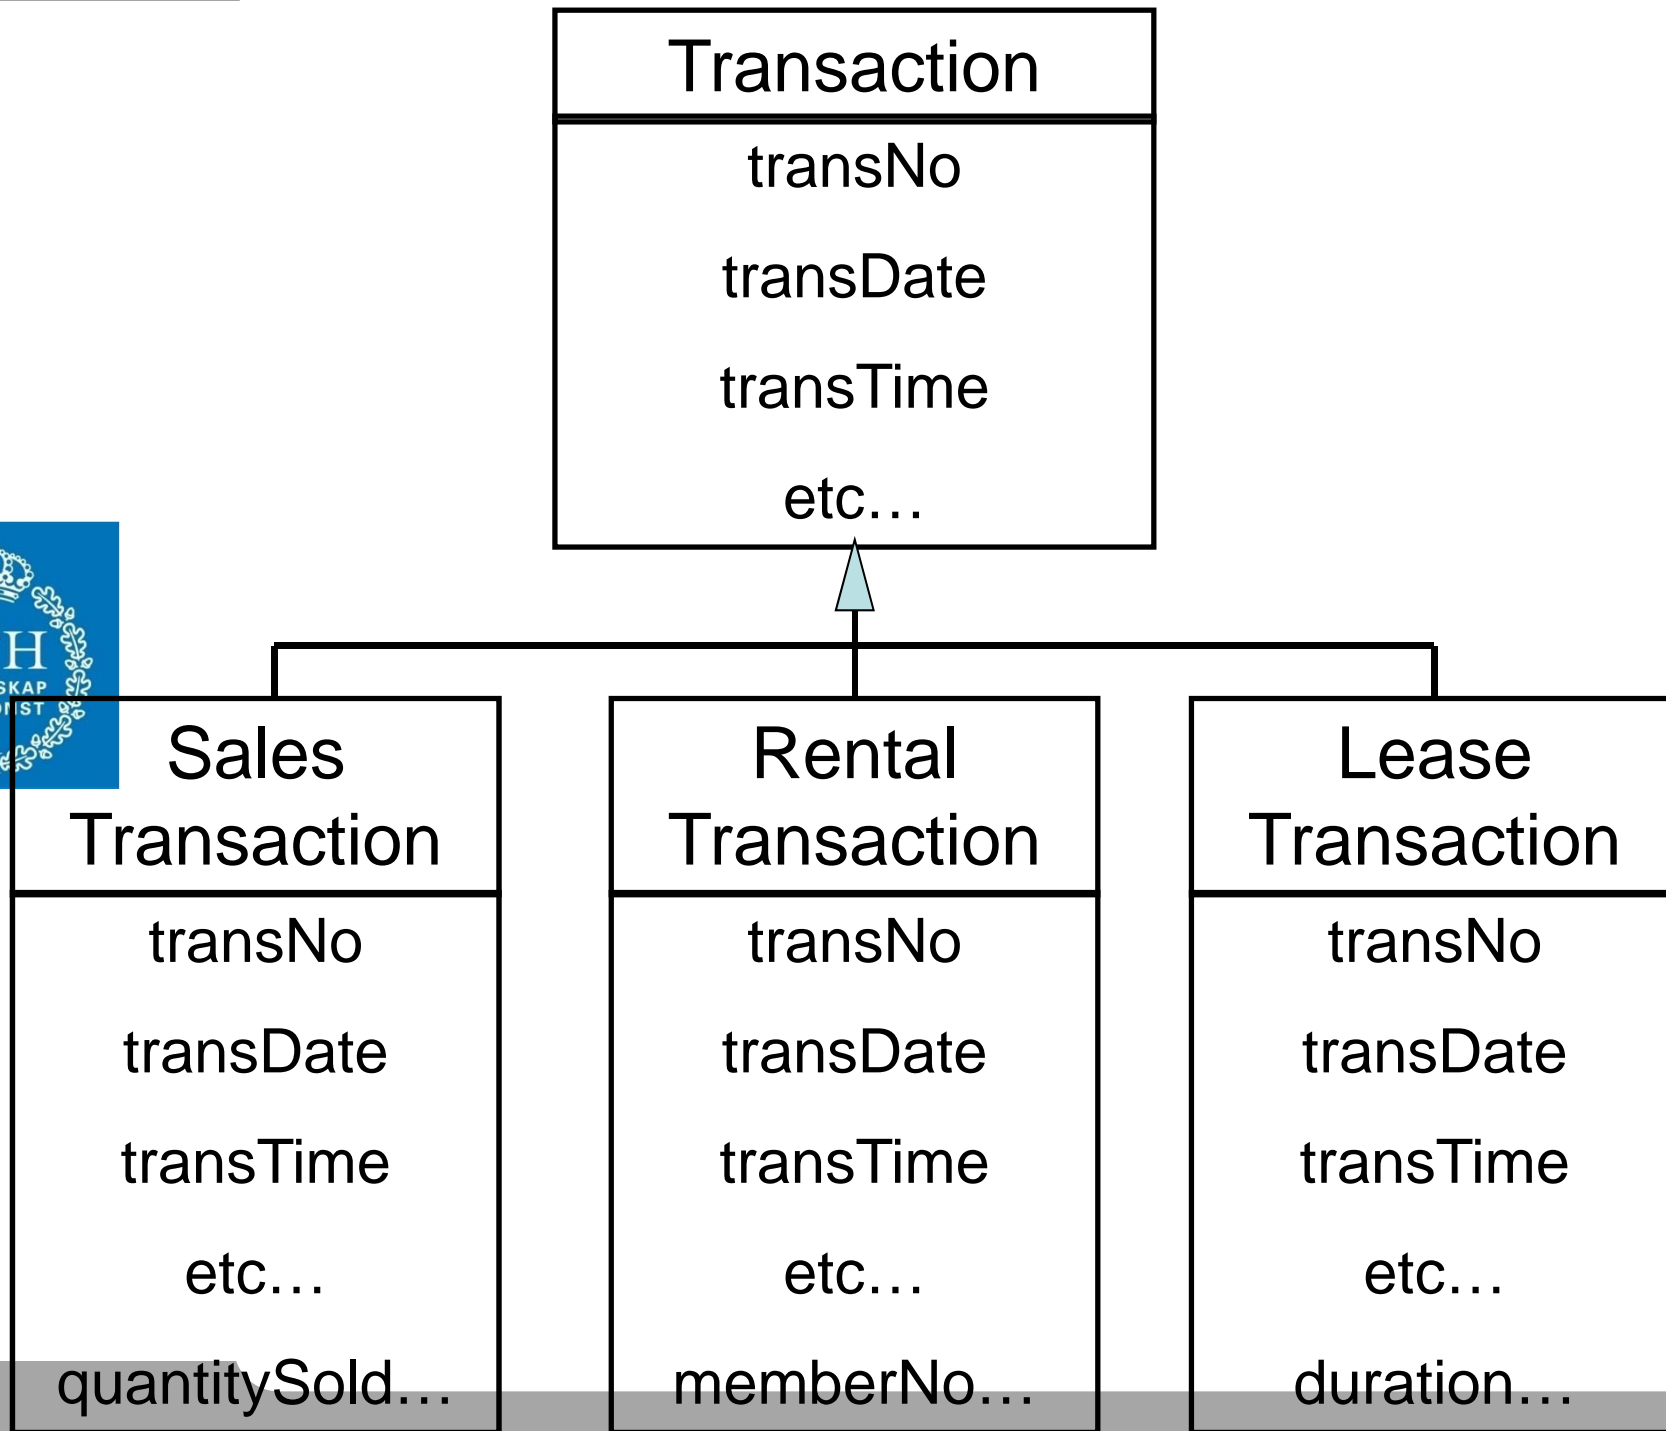 Transaction
transNo
transDate
transTime
etc…
H
SKAP
Sales
Transaction
transNo
transDate
transTime
etc…
quantitySold…
Rental
Transaction
transNo
transDate
transTime
etc…
memberNo…
Lease
Transaction
transNo
transDate
transTime
etc…
duration…